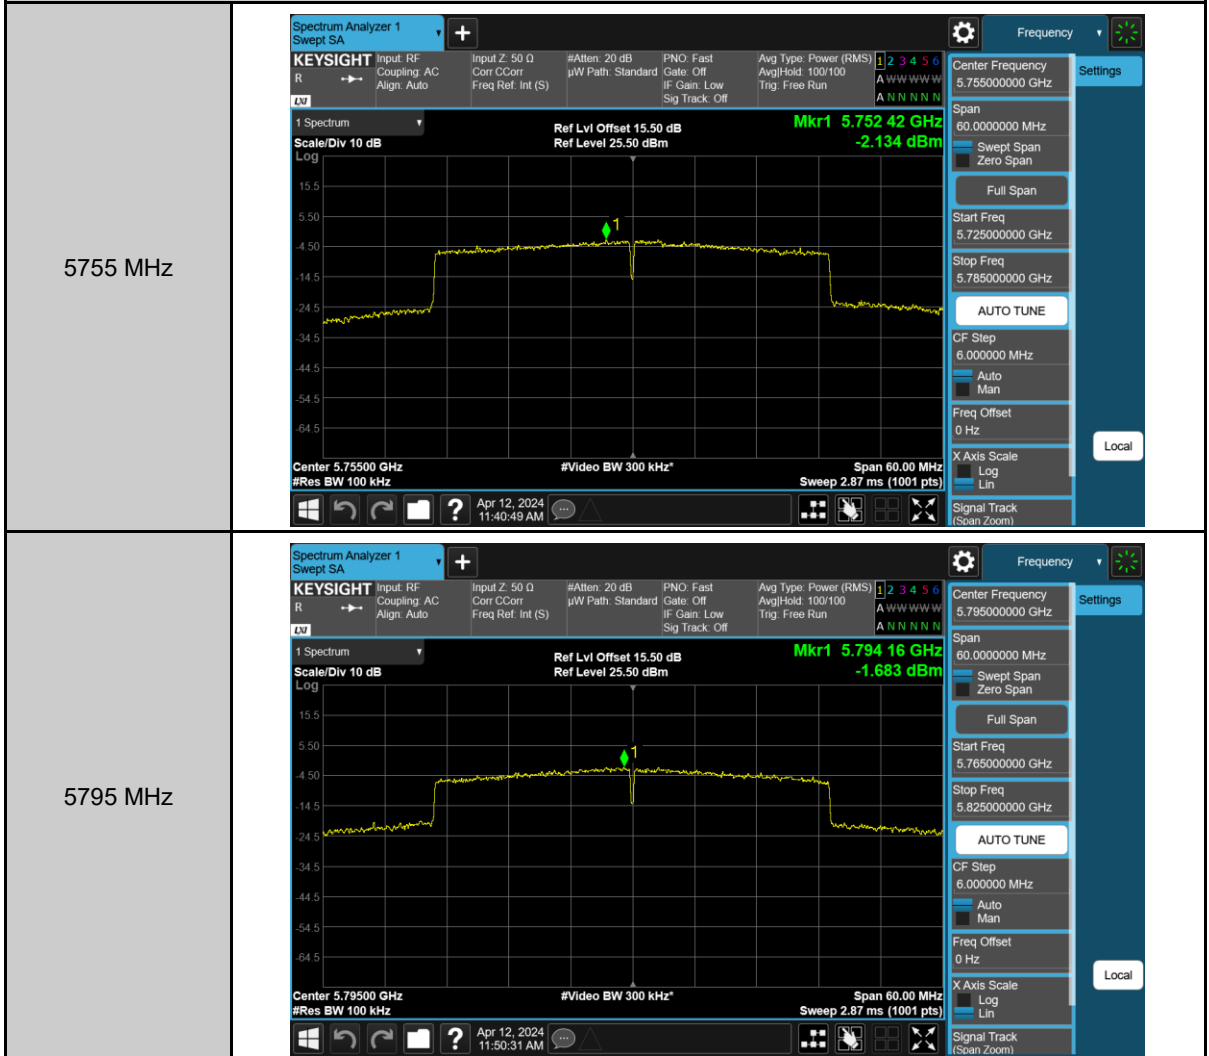 5755 MHz
Spectrum Analyzer 1
Swept SA
Frequency
KEYSIGHT
R
LXI
Input: RF
Coupling: AC
Align: Auto
Input Z: 50 Ω
Corr CCorr
Freq Ref: Int (S)
#Atten: 20 dB
µW Path: Standard
PNO: Fast
Gate: Off
IF Gain: Low
Sig Track: Off
Avg Type: Power (RMS)
Avg|Hold: 100/100
Trig: Free Run
1 2 3 4 5 6
A W W W W W
A N N N N N
Center Frequency
5.755000000 GHz
Settings
Span
60.0000000 MHz
Swept Span
Zero Span
Full Span
Start Freq
5.725000000 GHz
Stop Freq
5.785000000 GHz
AUTO TUNE
CF Step
6.000000 MHz
Auto
Man
Freq Offset
0 Hz
X Axis Scale
Log
Lin
Signal Track
(Span Zoom)
Local
1 Spectrum
Scale/Div 10 dB
Log
Ref Lvl Offset 15.50 dB
Ref Level 25.50 dBm
Mkr1 5.752 42 GHz
-2.134 dBm
1
15.5
5.50
-4.50
-14.5
-24.5
-34.5
-44.5
-54.5
-64.5
Center 5.75500 GHz
#Res BW 100 kHz
#Video BW 300 kHz*
Span 60.00 MHz
Sweep 2.87 ms (1001 pts)
?
Apr 12, 2024
11:40:49 AM
5795 MHz
Spectrum Analyzer 1
Swept SA
Frequency
KEYSIGHT
R
LXI
Input: RF
Coupling: AC
Align: Auto
Input Z: 50 Ω
Corr CCorr
Freq Ref: Int (S)
#Atten: 20 dB
µW Path: Standard
PNO: Fast
Gate: Off
IF Gain: Low
Sig Track: Off
Avg Type: Power (RMS)
Avg|Hold: 100/100
Trig: Free Run
1 2 3 4 5 6
A W W W W W
A N N N N N
Center Frequency
5.795000000 GHz
Settings
Span
60.0000000 MHz
Swept Span
Zero Span
Full Span
Start Freq
5.765000000 GHz
Stop Freq
5.825000000 GHz
AUTO TUNE
CF Step
6.000000 MHz
Auto
Man
Freq Offset
0 Hz
X Axis Scale
Log
Lin
Signal Track
(Span Zoom)
Local
1 Spectrum
Scale/Div 10 dB
Log
Ref Lvl Offset 15.50 dB
Ref Level 25.50 dBm
Mkr1 5.794 16 GHz
-1.683 dBm
1
15.5
5.50
-4.50
-14.5
-24.5
-34.5
-44.5
-54.5
-64.5
Center 5.79500 GHz
#Res BW 100 kHz
#Video BW 300 kHz*
Span 60.00 MHz
Sweep 2.87 ms (1001 pts)
?
Apr 12, 2024
11:50:31 AM